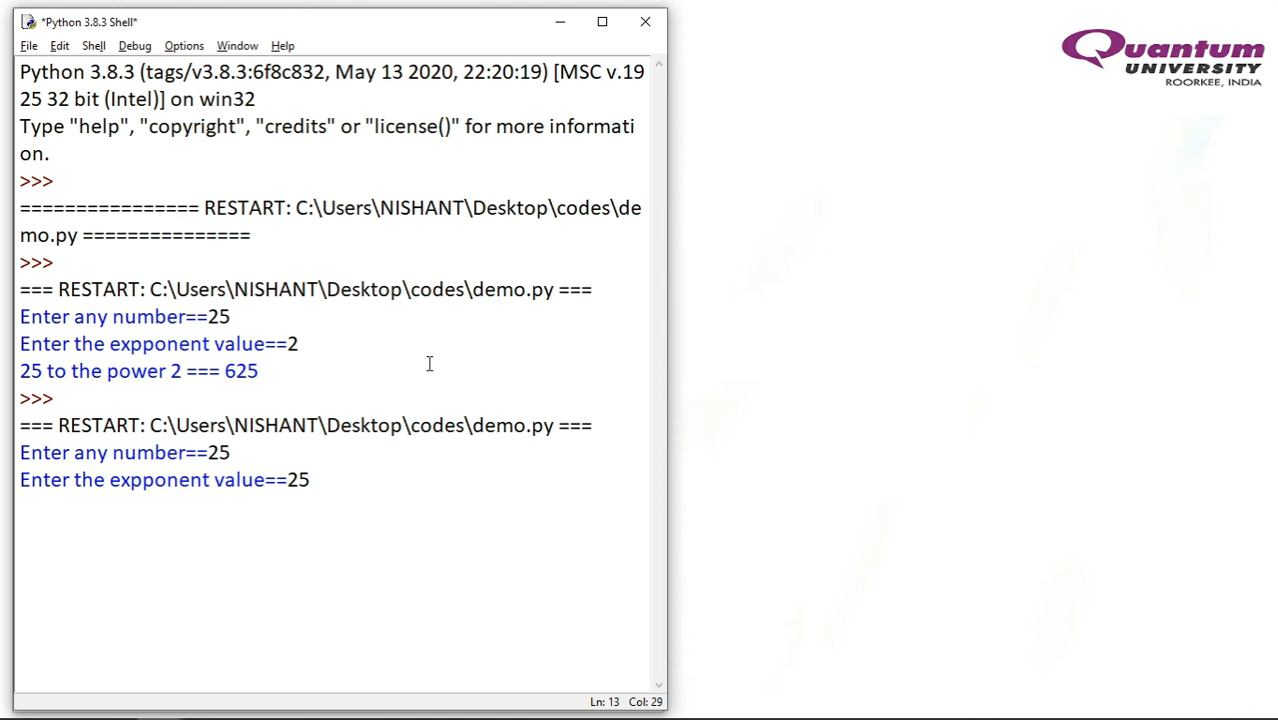 *Python 3.8.3 Shell*
File Edit Shell Debug Options Window Help
Python 3.8.3 (tags/v3.8.3:6f8c832, May 13 2020, 22:20:19) [MSC v.19
25 32 bit (Intel)] on win32
Type "help", "copyright", "credits" or "license()" for more informati
on.
>>>
================ RESTART: C:\Users\NISHANT\Desktop\codes\de
mo.py ===============
>>>
=== RESTART: C:\Users\NISHANT\Desktop\codes\demo.py ===
Enter any number==25
Enter the expponent value==2
25 to the power 2 === 625
>>>
=== RESTART: C:\Users\NISHANT\Desktop\codes\demo.py ===
Enter any number==25
Enter the expponent value==25
Ln: 13 Col: 29
Quantum
UNIVERSITY
ROORKEE, INDIA